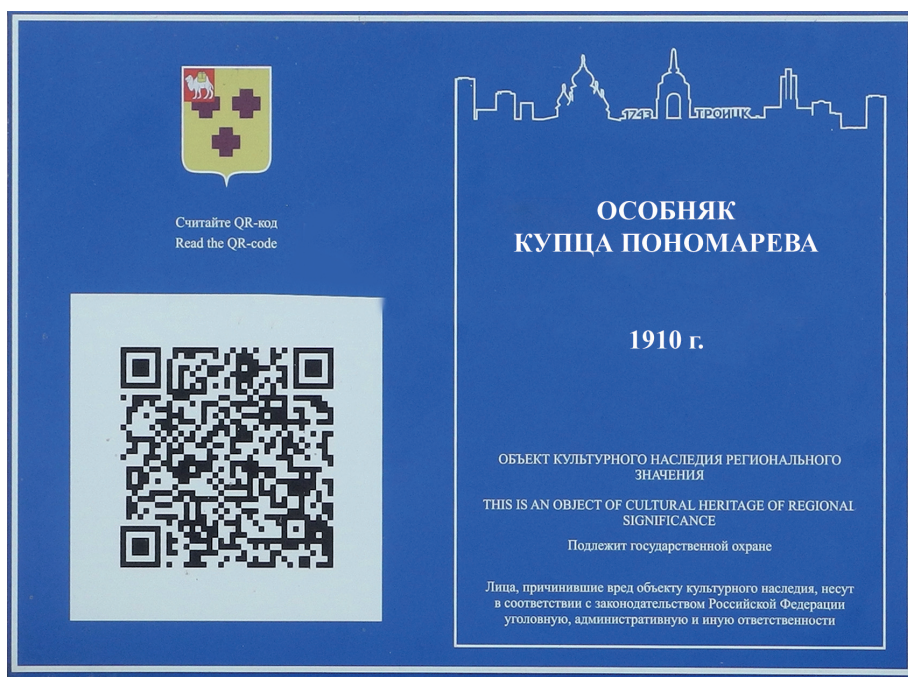 Считайте QR-код
Read the QR-code
1743 ТРОИЦК
ОСОБНЯК
КУПЦА ПОНОМАРЕВА
1910 г.
ОБЪЕКТ КУЛЬТУРНОГО НАСЛЕДИЯ РЕГИОНАЛЬНОГО
ЗНАЧЕНИЯ
THIS IS AN OBJECT OF CULTURAL HERITAGE OF REGIONAL
SIGNIFICANCE
Подлежит государственной охране
Лица, причинившие вред объекту культурного наследия, несут
в соответствии с законодательством Российской Федерации
уголовную, административную и иную ответственности